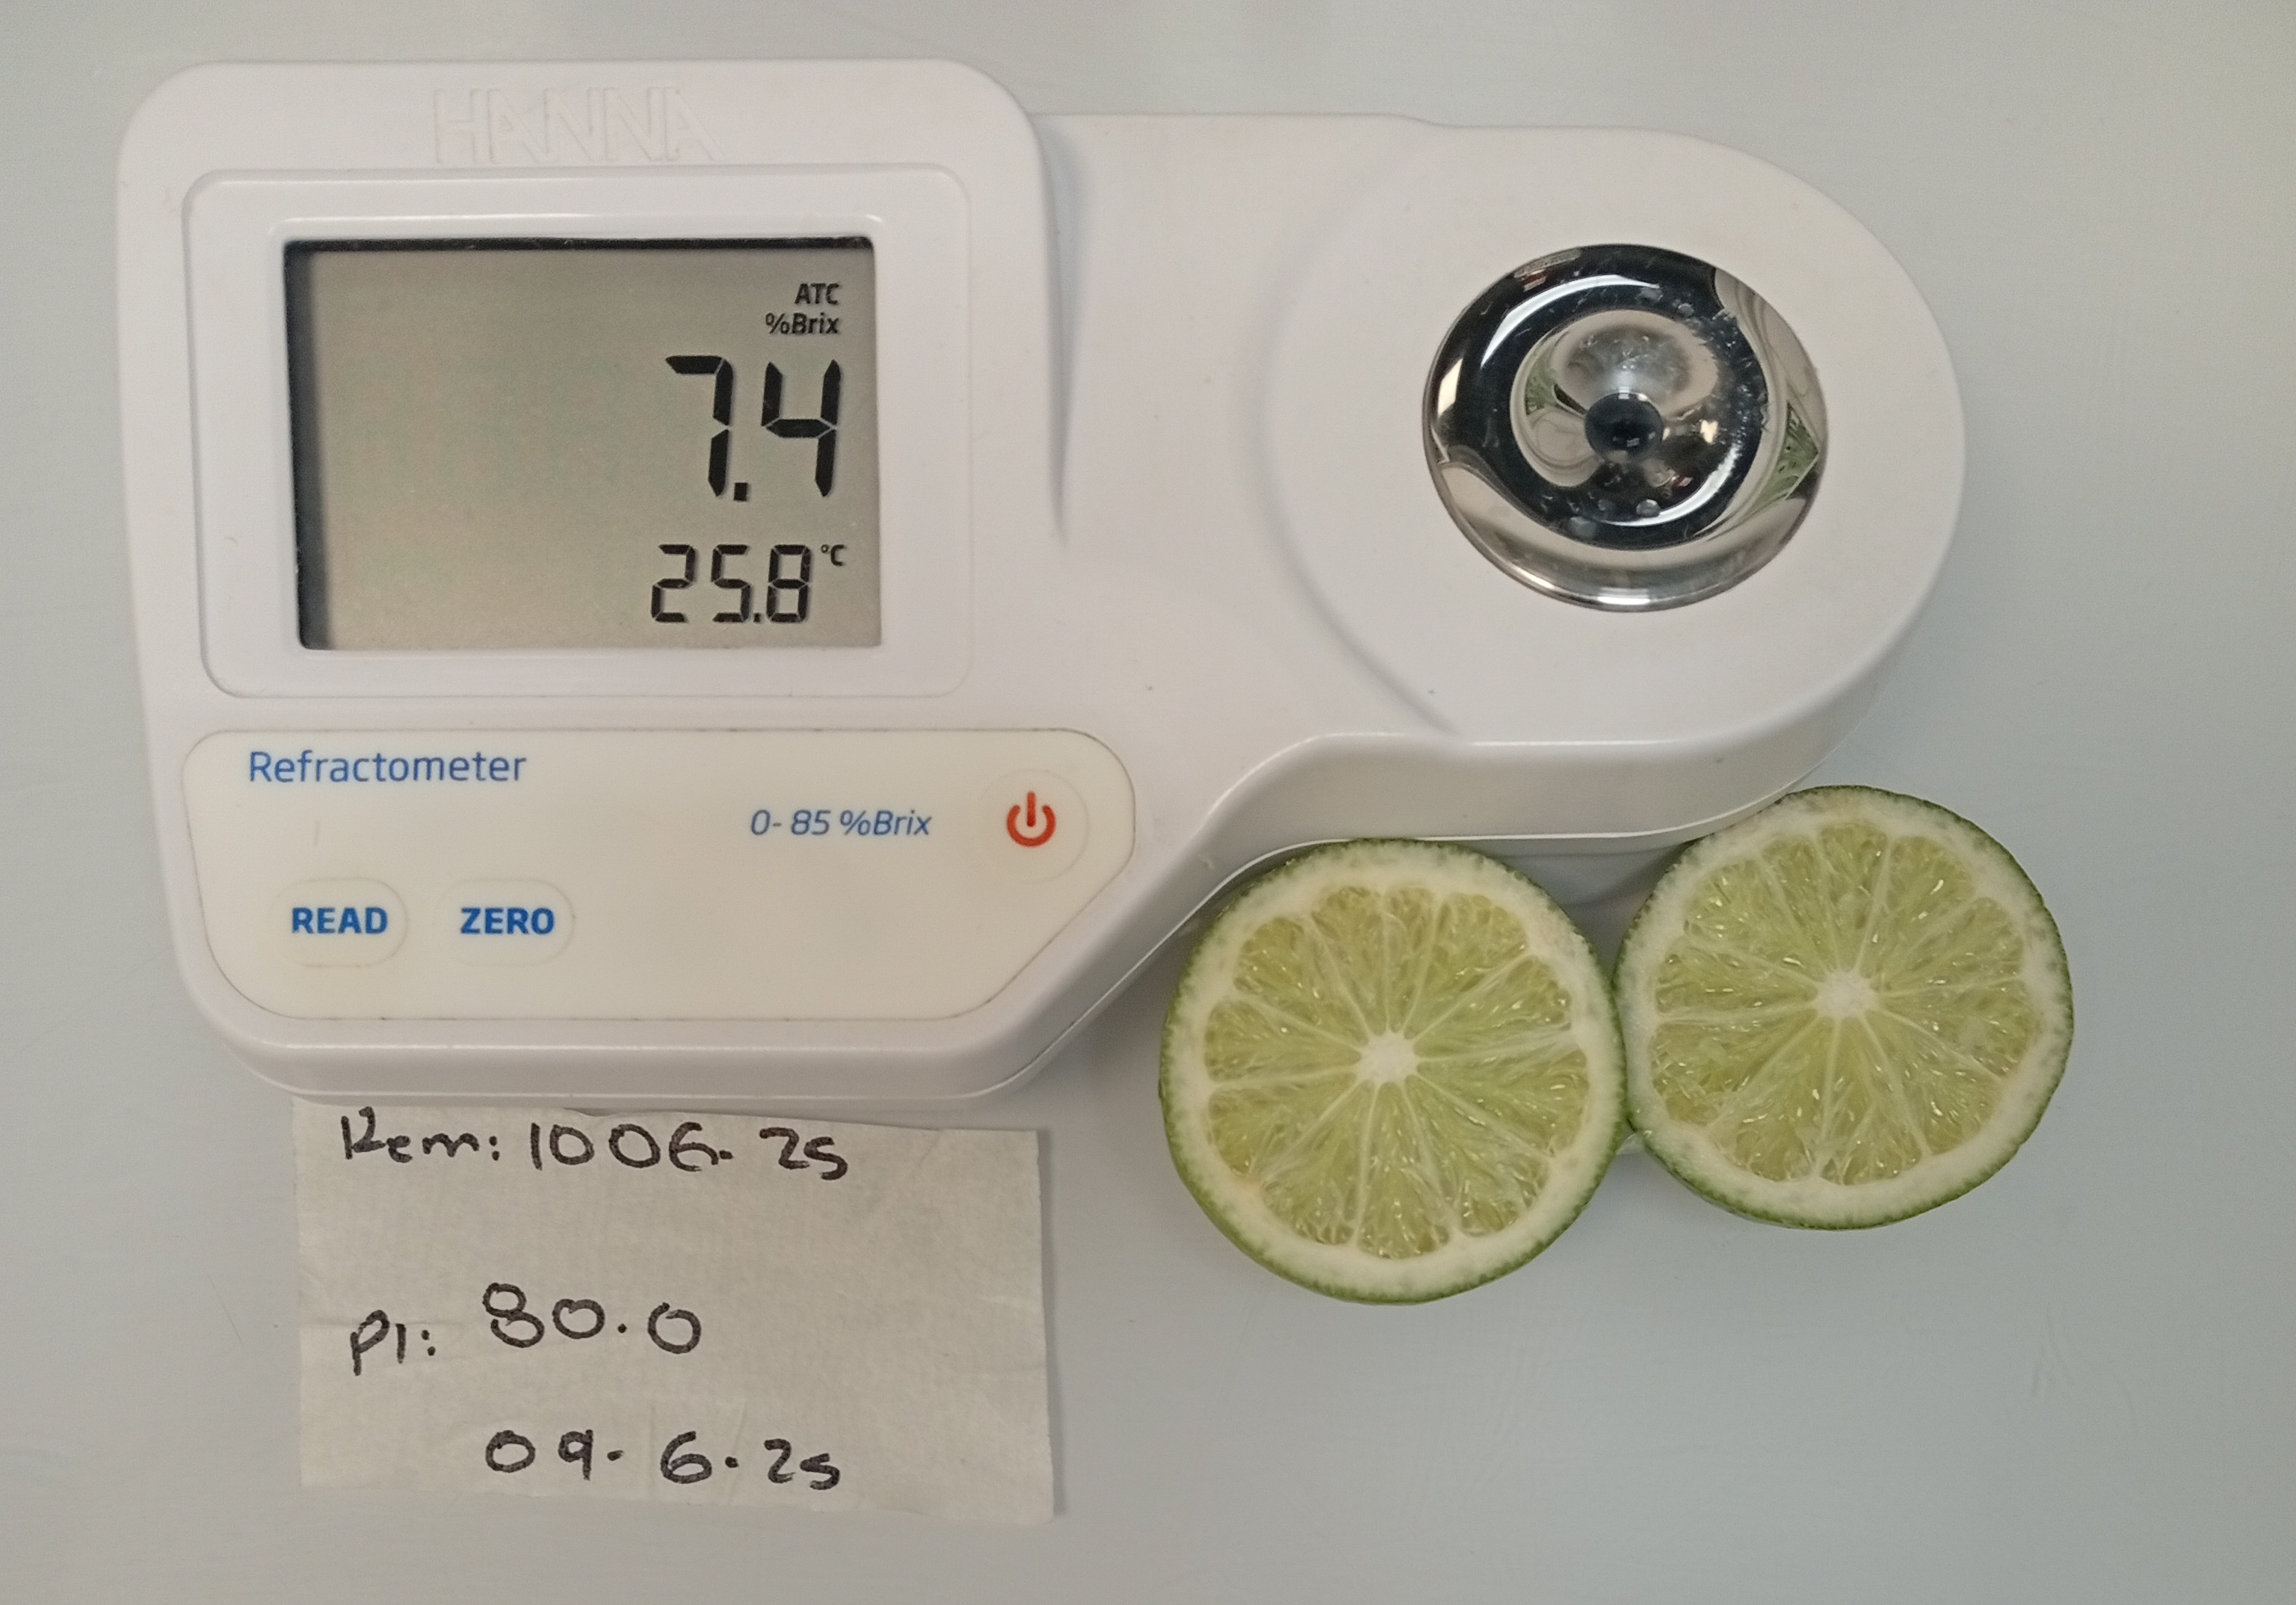 HANNA
ATC
%Brix
7.4
25.8 °C
Refractometer
0-85 %Brix
READ ZERO
Rem: 1006-25
PI: 80.0
09-6-25